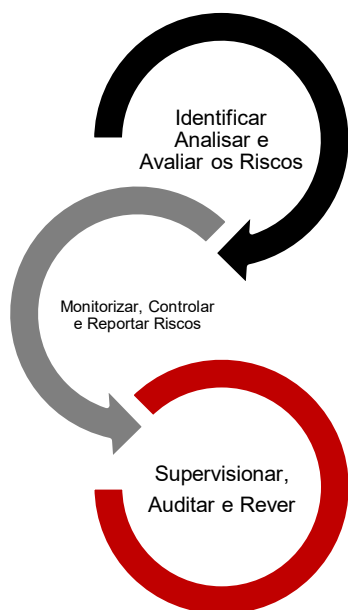 Identificar
Analisar e
Avaliar os Riscos
Monitorizar, Controlar
e Reportar Riscos
Supervisionar,
Auditar e Rever